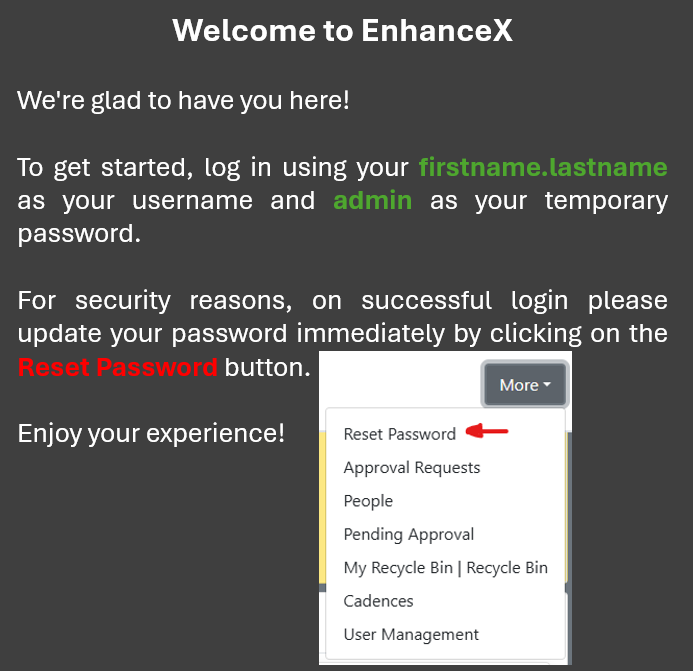 Welcome to EnhanceX
We're glad to have you here!
To get started, log in using your firstname.lastname
as your username and admin as your temporary
password.
For security reasons, on successful login please
update your password immediately by clicking on the
Reset Password button.
Enjoy your experience!
More
Reset Password
Approval Requests
People
Pending Approval
My Recycle Bin | Recycle Bin
Cadences
User Management